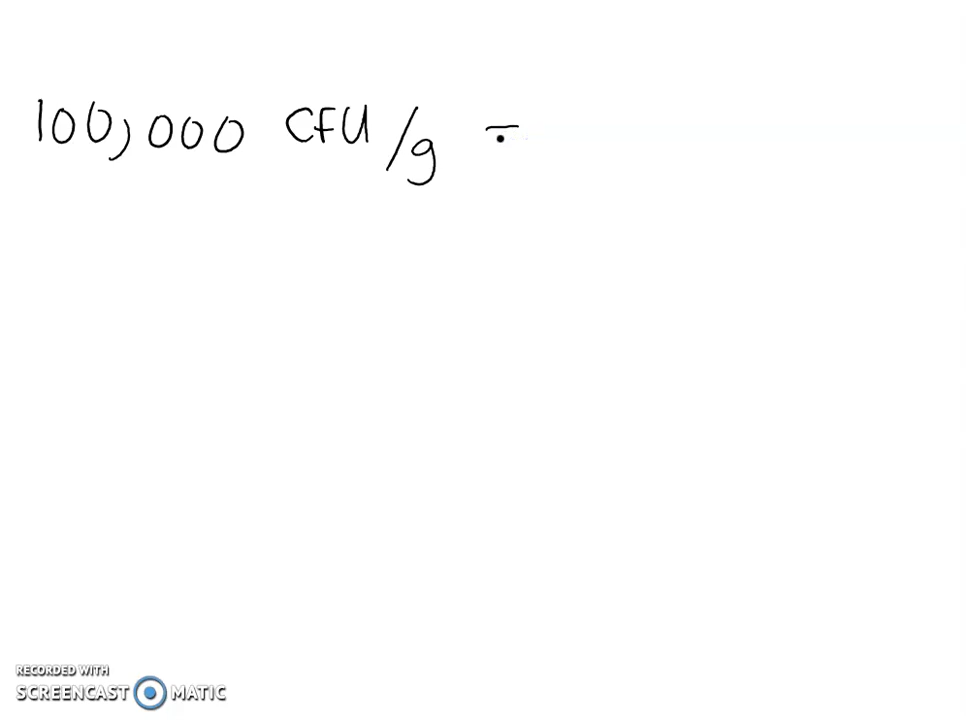 100,000 CFU/g =
RECORDED WITH
SCREENCAST MATIC